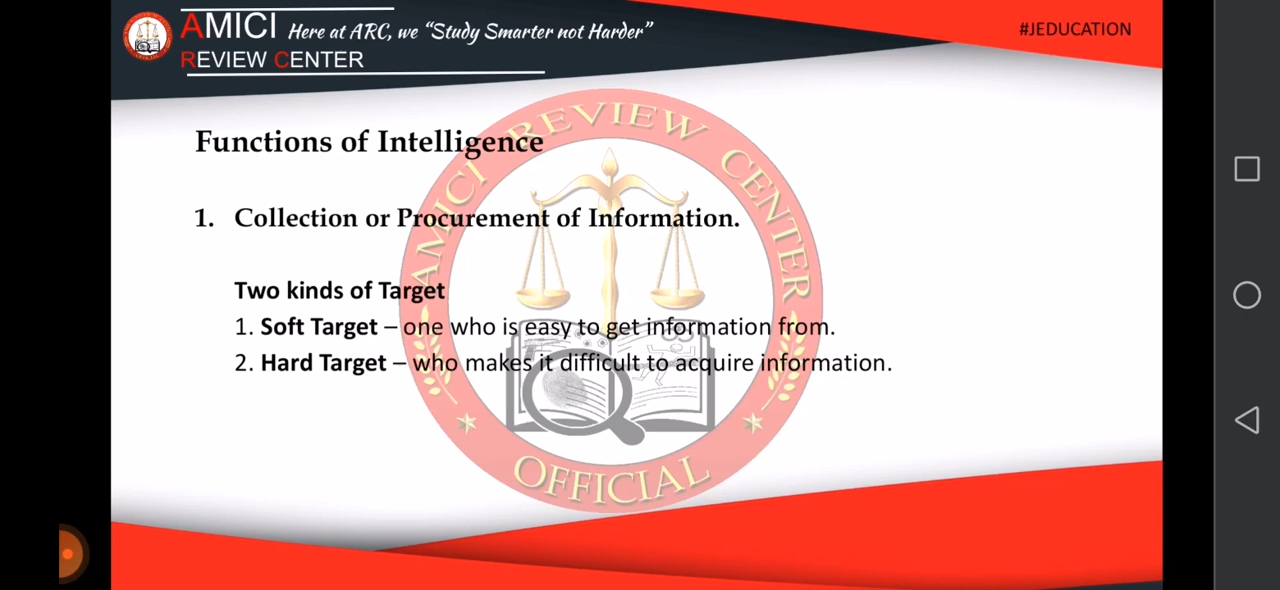 AMICI Here at ARC, we “Study Smarter not Harder”
REVIEW CENTER
#JEDUCATION
Functions of Intelligence
1. Collection or Procurement of Information.
Two kinds of Target
1. Soft Target – one who is easy to get information from.
2. Hard Target – who makes it difficult to acquire information.
AMICI REVIEW CENTER
OFFICIAL